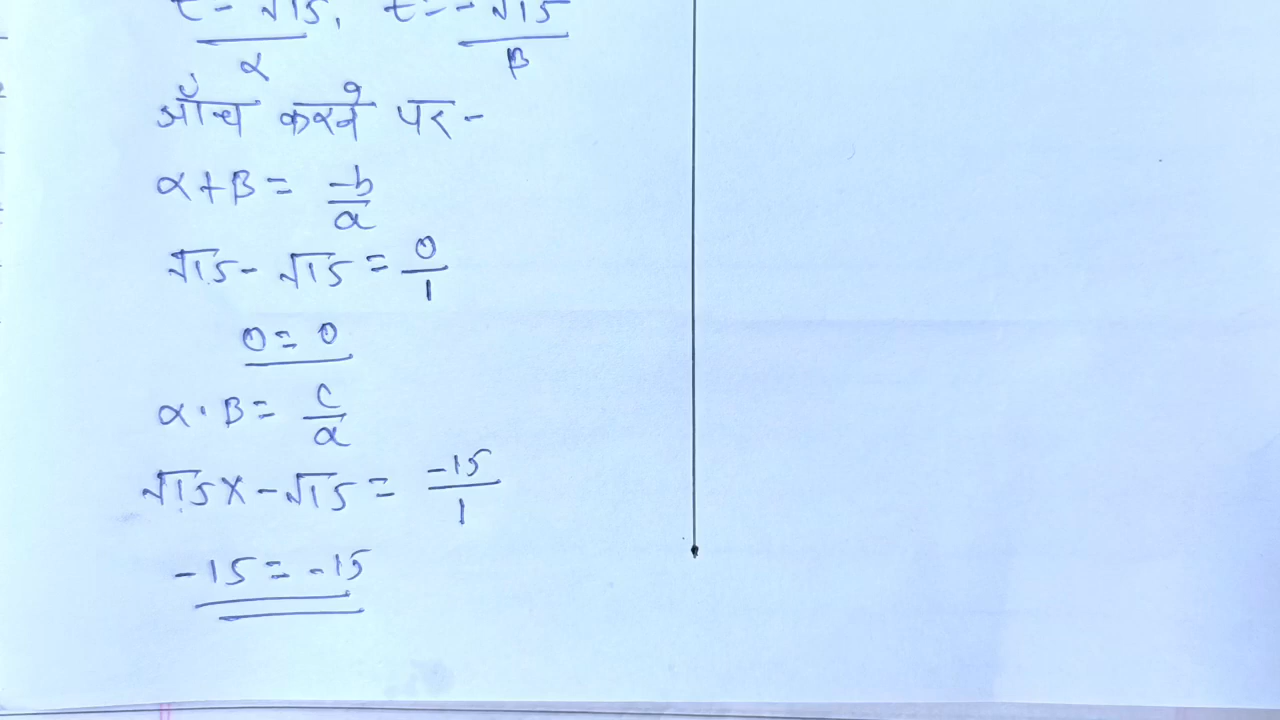 t = √15, t = -√15
α β
जाँच करने पर -
α + β = -b/a
√15 - √15 = 0/1
0 = 0
α · β = c/a
√15 × -√15 = -15/1
-15 = -15